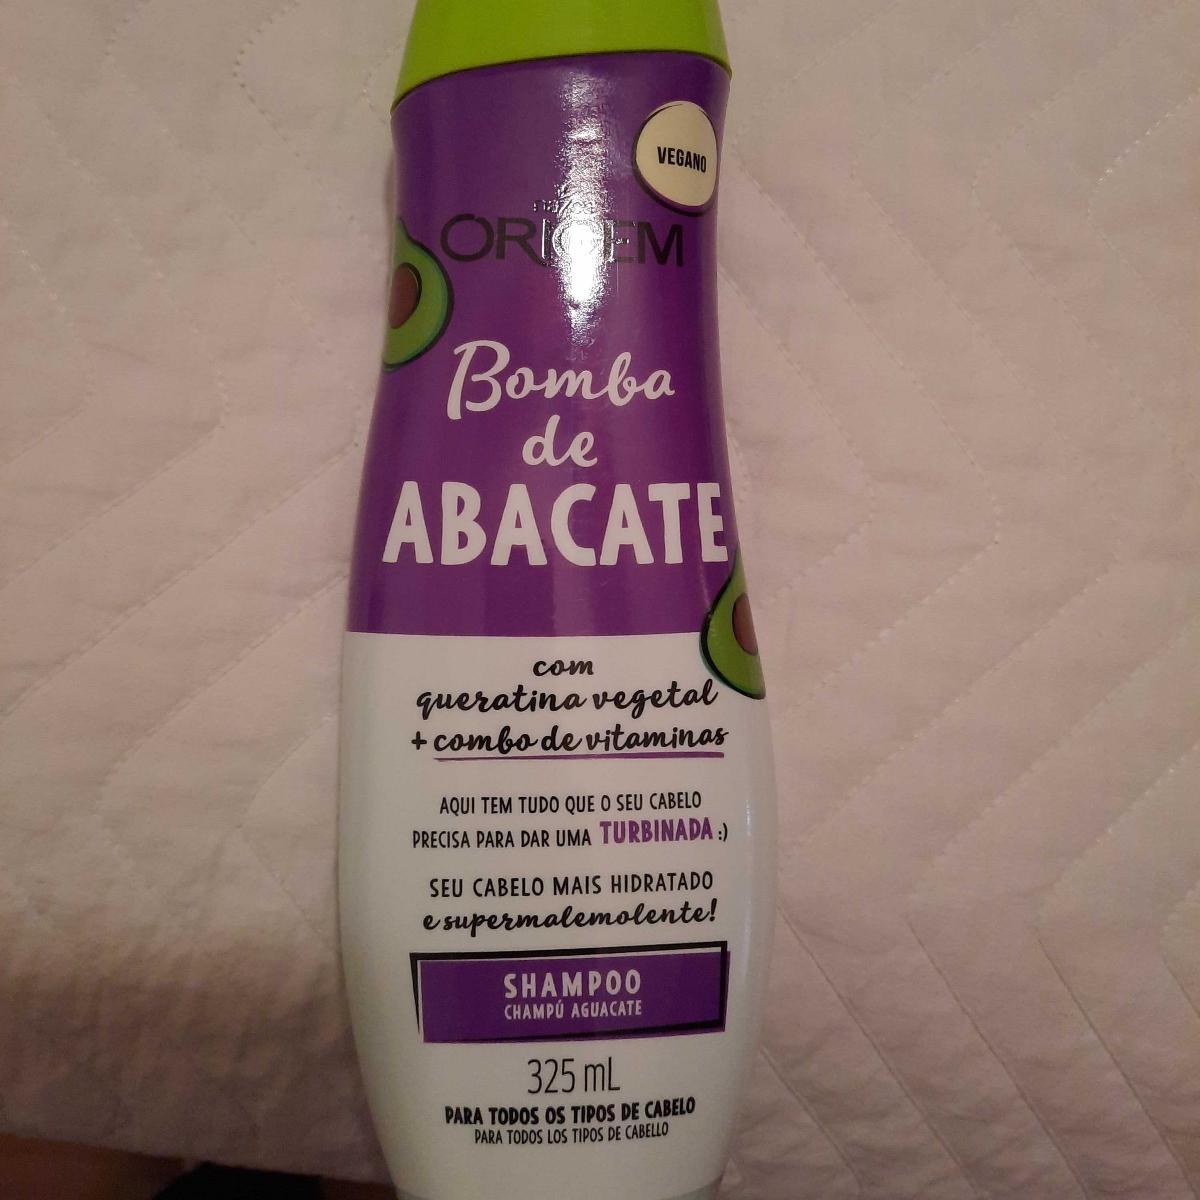 VEGANO
ORIGEM
Bomba
de
ABACATE
com
queratina vegetal
+ combo de vitaminas
AQUI TEM TUDO QUE O SEU CABELO
PRECISA PARA DAR UMA TURBINADA :)
SEU CABELO MAIS HIDRATADO
e supermalemolente!
SHAMPOO
CHAMPÚ AGUACATE
325 mL
PARA TODOS OS TIPOS DE CABELO
PARA TODOS LOS TIPOS DE CABELLO